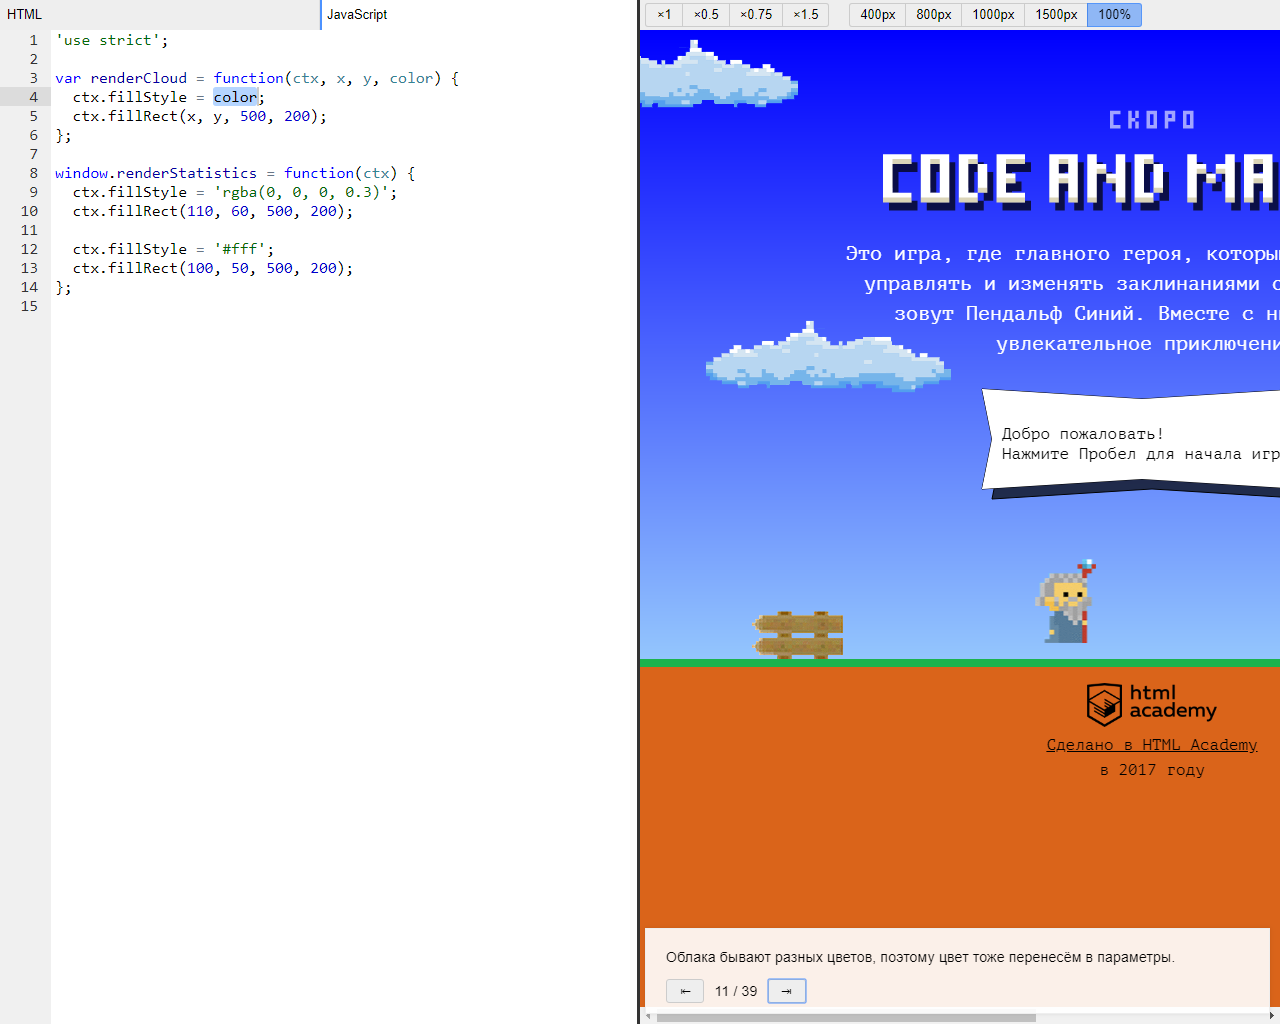 HTML
JavaScript
×1 ×0.5 ×0.75 ×1.5 400px 800px 1000px 1500px 100%
1 'use strict';
2
3 var renderCloud = function(ctx, x, y, color) {
4 ctx.fillStyle = color;
5 ctx.fillRect(x, y, 500, 200);
6 };
7
8 window.renderStatistics = function(ctx) {
9 ctx.fillStyle = 'rgba(0, 0, 0, 0.3)';
10 ctx.fillRect(110, 60, 500, 200);
11
12 ctx.fillStyle = '#fff';
13 ctx.fillRect(100, 50, 500, 200);
14 };
15
СКОРО
CODE AND MA
Это игра, где главного героя, которы
управлять и изменять заклинаниями
зовут Пендальф Синий. Вместе с
увлекательное приключени
Добро пожаловать!
Нажмите Пробел для начала игр
html
academy
Сделано в HTML Academy
в 2017 году
Облака бывают разных цветов, поэтому цвет тоже перенесём в параметры.
⇤ 11 / 39 ⇥